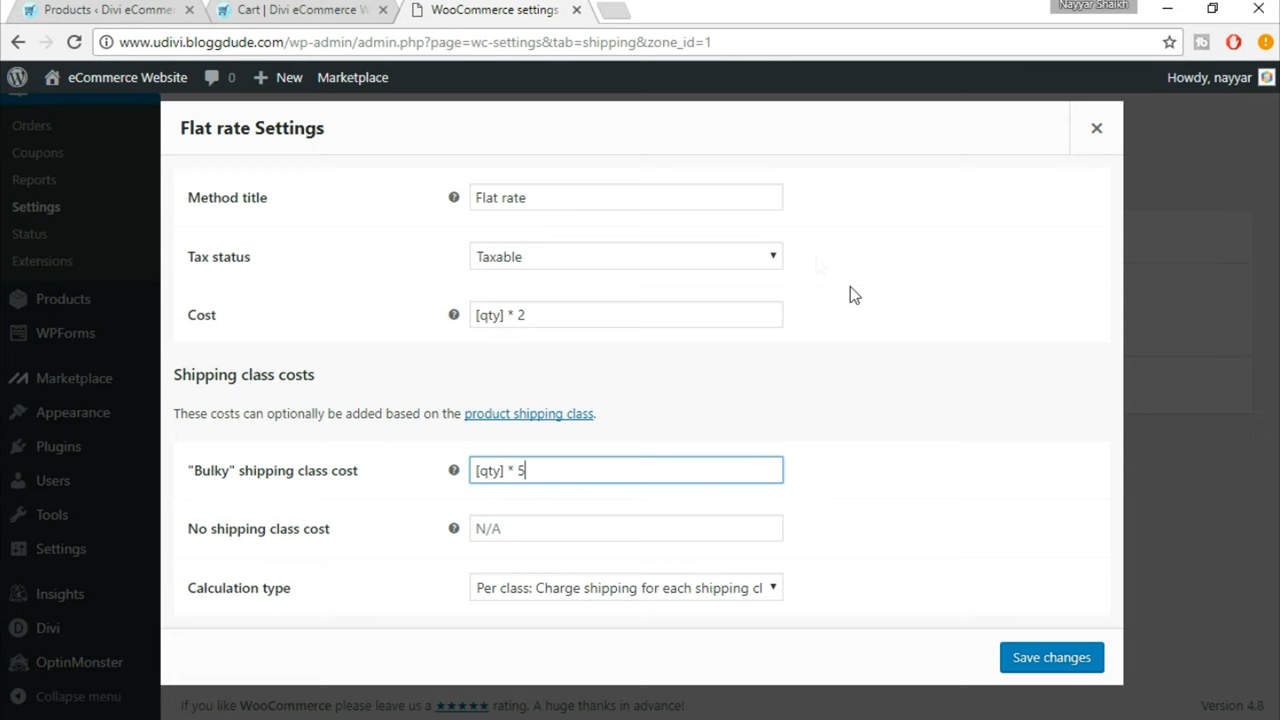 Products ‹ Divi eComme
Cart | Divi eCommerce W
WooCommerce settings
Nayyar Shaikh
www.udivi.bloggdude.com/wp-admin/admin.php?page=wc-settings&tab=shipping&zone_id=1
eCommerce Website
0
New
Marketplace
Howdy, nayyar
Orders
Coupons
Reports
Settings
Status
Extensions
Products
WPForms
Marketplace
Appearance
Plugins
Users
Tools
Settings
Insights
Divi
OptinMonster
Collapse menu
Flat rate Settings
Method title
Flat rate
Tax status
Taxable
Cost
[qty] * 2
Shipping class costs
These costs can optionally be added based on the product shipping class.
"Bulky" shipping class cost
[qty] * 5
No shipping class cost
N/A
Calculation type
Per class: Charge shipping for each shipping cl
Save changes
If you like WooCommerce please leave us a ★★★★★ rating. A huge thanks in advance!
Version 4.8